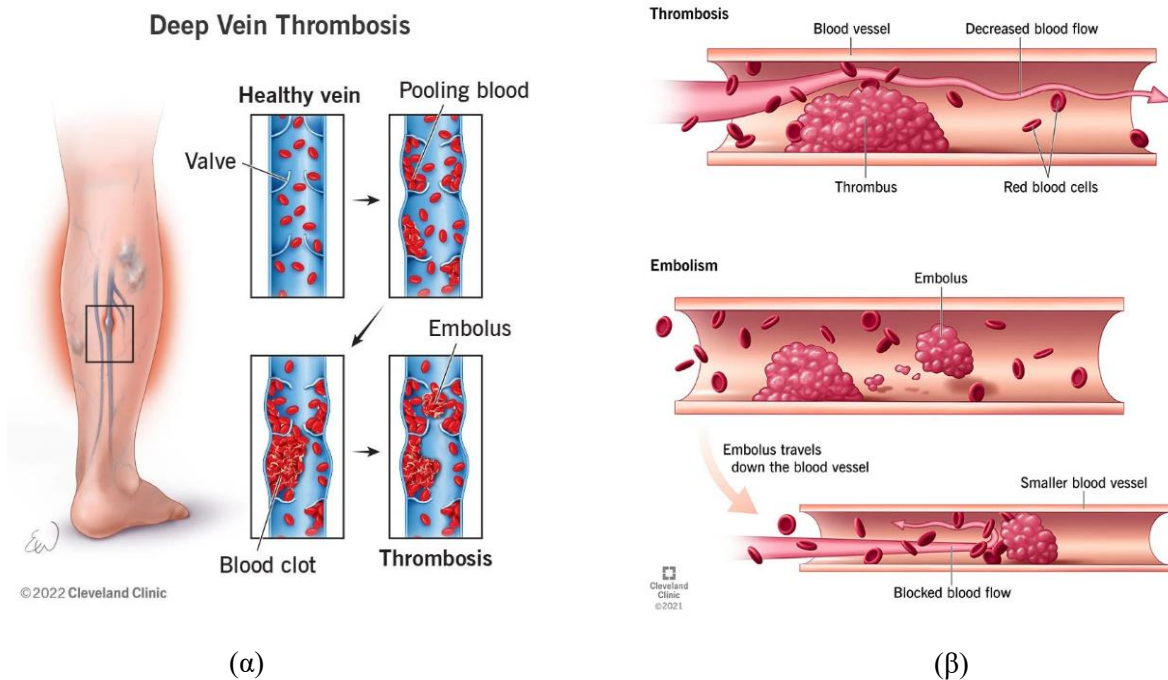 Deep Vein Thrombosis
Healthy vein
Pooling blood
Valve
Embolus
Blood clot
Thrombosis
©2022 Cleveland Clinic
(α)
Thrombosis
Blood vessel
Decreased blood flow
Thrombus
Red blood cells
Embolism
Embolus
Embolus travels
down the blood vessel
Smaller blood vessel
Blocked blood flow
Cleveland
Clinic
©2021
(β)